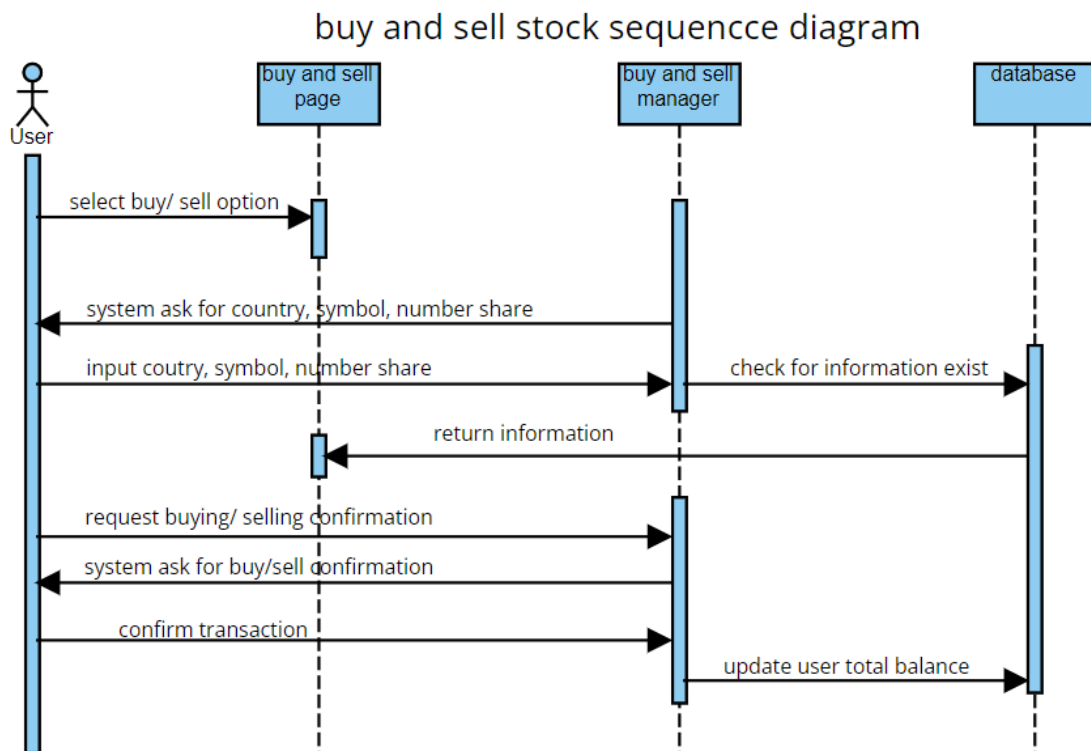 buy and sell stock sequencce diagram
buy and sell
page
buy and sell
manager
database
User
select buy/ sell option
system ask for country, symbol, number share
input coutry, symbol, number share
check for information exist
return information
request buying/ selling confirmation
system ask for buy/sell confirmation
confirm transaction
update user total balance